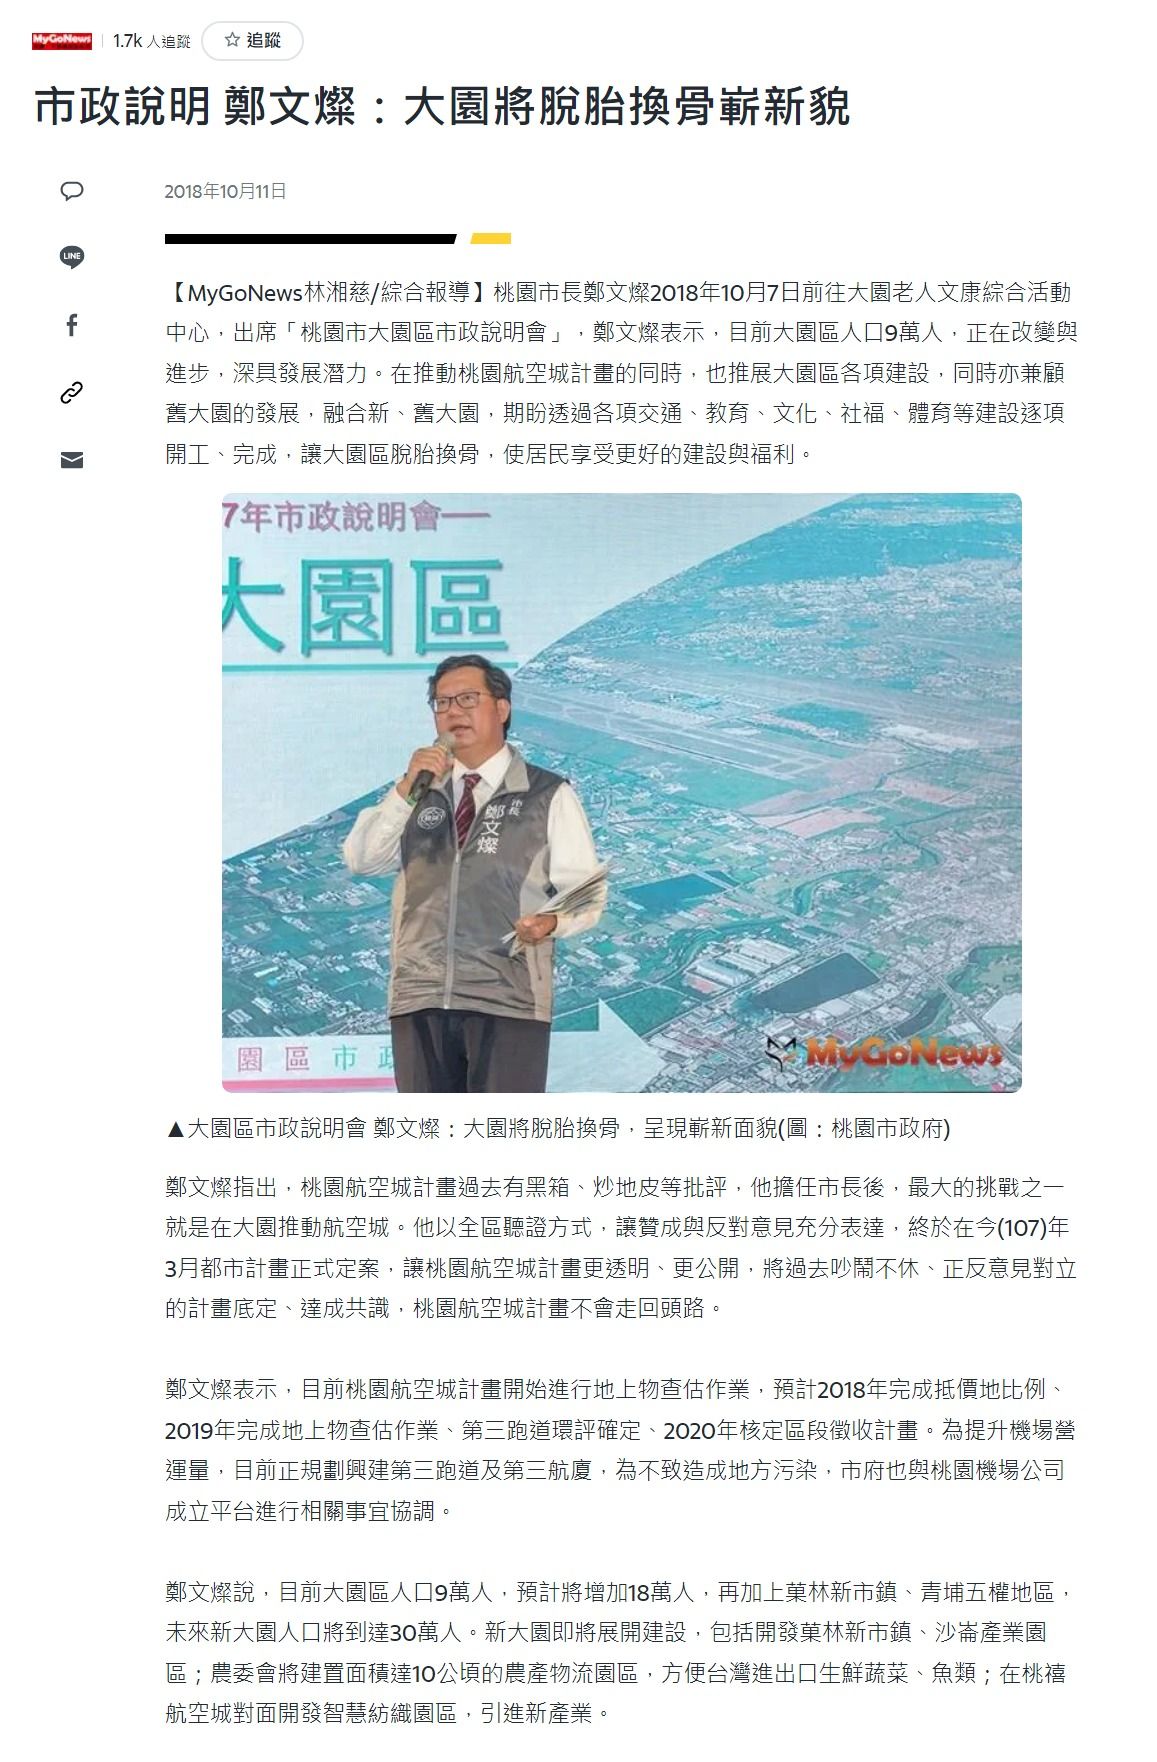 MyGoNews 1.7k 人追蹤 追蹤
市政說明 鄭文燦：大園將脫胎換骨嶄新貌
2018年10月11日
LINE
【MyGoNews林湘慈/綜合報導】桃園市長鄭文燦2018年10月7日前往大園老人文康綜合活動
中心，出席「桃園市大園區市政說明會」，鄭文燦表示，目前大園區人口9萬人，正在改變與
進步，深具發展潛力。在推動桃園航空城計畫的同時，也推展大園區各項建設，同時亦兼顧
舊大園的發展，融合新、舊大園，期盼透過各項交通、教育、文化、社福、體育等建設逐項
開工、完成，讓大園區脫胎換骨，使居民享受更好的建設與福利。
7年市政說明會
大園區
市長
鄭文燦
園區市政
MyGoNews
▲大園區市政說明會 鄭文燦：大園將脫胎換骨，呈現嶄新面貌(圖：桃園市政府)
鄭文燦指出，桃園航空城計畫過去有黑箱、炒地皮等批評，他擔任市長後，最大的挑戰之一
就是在大園推動航空城。他以全區聽證方式，讓贊成與反對意見充分表達，終於在今(107)年
3月都市計畫正式定案，讓桃園航空城計畫更透明、更公開，將過去吵鬧不休、正反意見對立
的計畫底定、達成共識，桃園航空城計畫不會走回頭路。
鄭文燦表示，目前桃園航空城計畫開始進行地上物查估作業，預計2018年完成抵價地比例、
2019年完成地上物查估作業、第三跑道環評確定、2020年核定區段徵收計畫。為提升機場營
運量，目前正規劃興建第三跑道及第三航廈，為不致造成地方污染，市府也與桃園機場公司
成立平台進行相關事宜協調。
鄭文燦說，目前大園區人口9萬人，預計將增加18萬人，再加上菓林新市鎮、青埔五權地區，
未來新大園人口將到達30萬人。新大園即將展開建設，包括開發菓林新市鎮、沙崙產業園
區；農委會將建置面積達10公頃的農產物流園區，方便台灣進出口生鮮蔬菜、魚類；在桃禧
航空城對面開發智慧紡織園區，引進新產業。